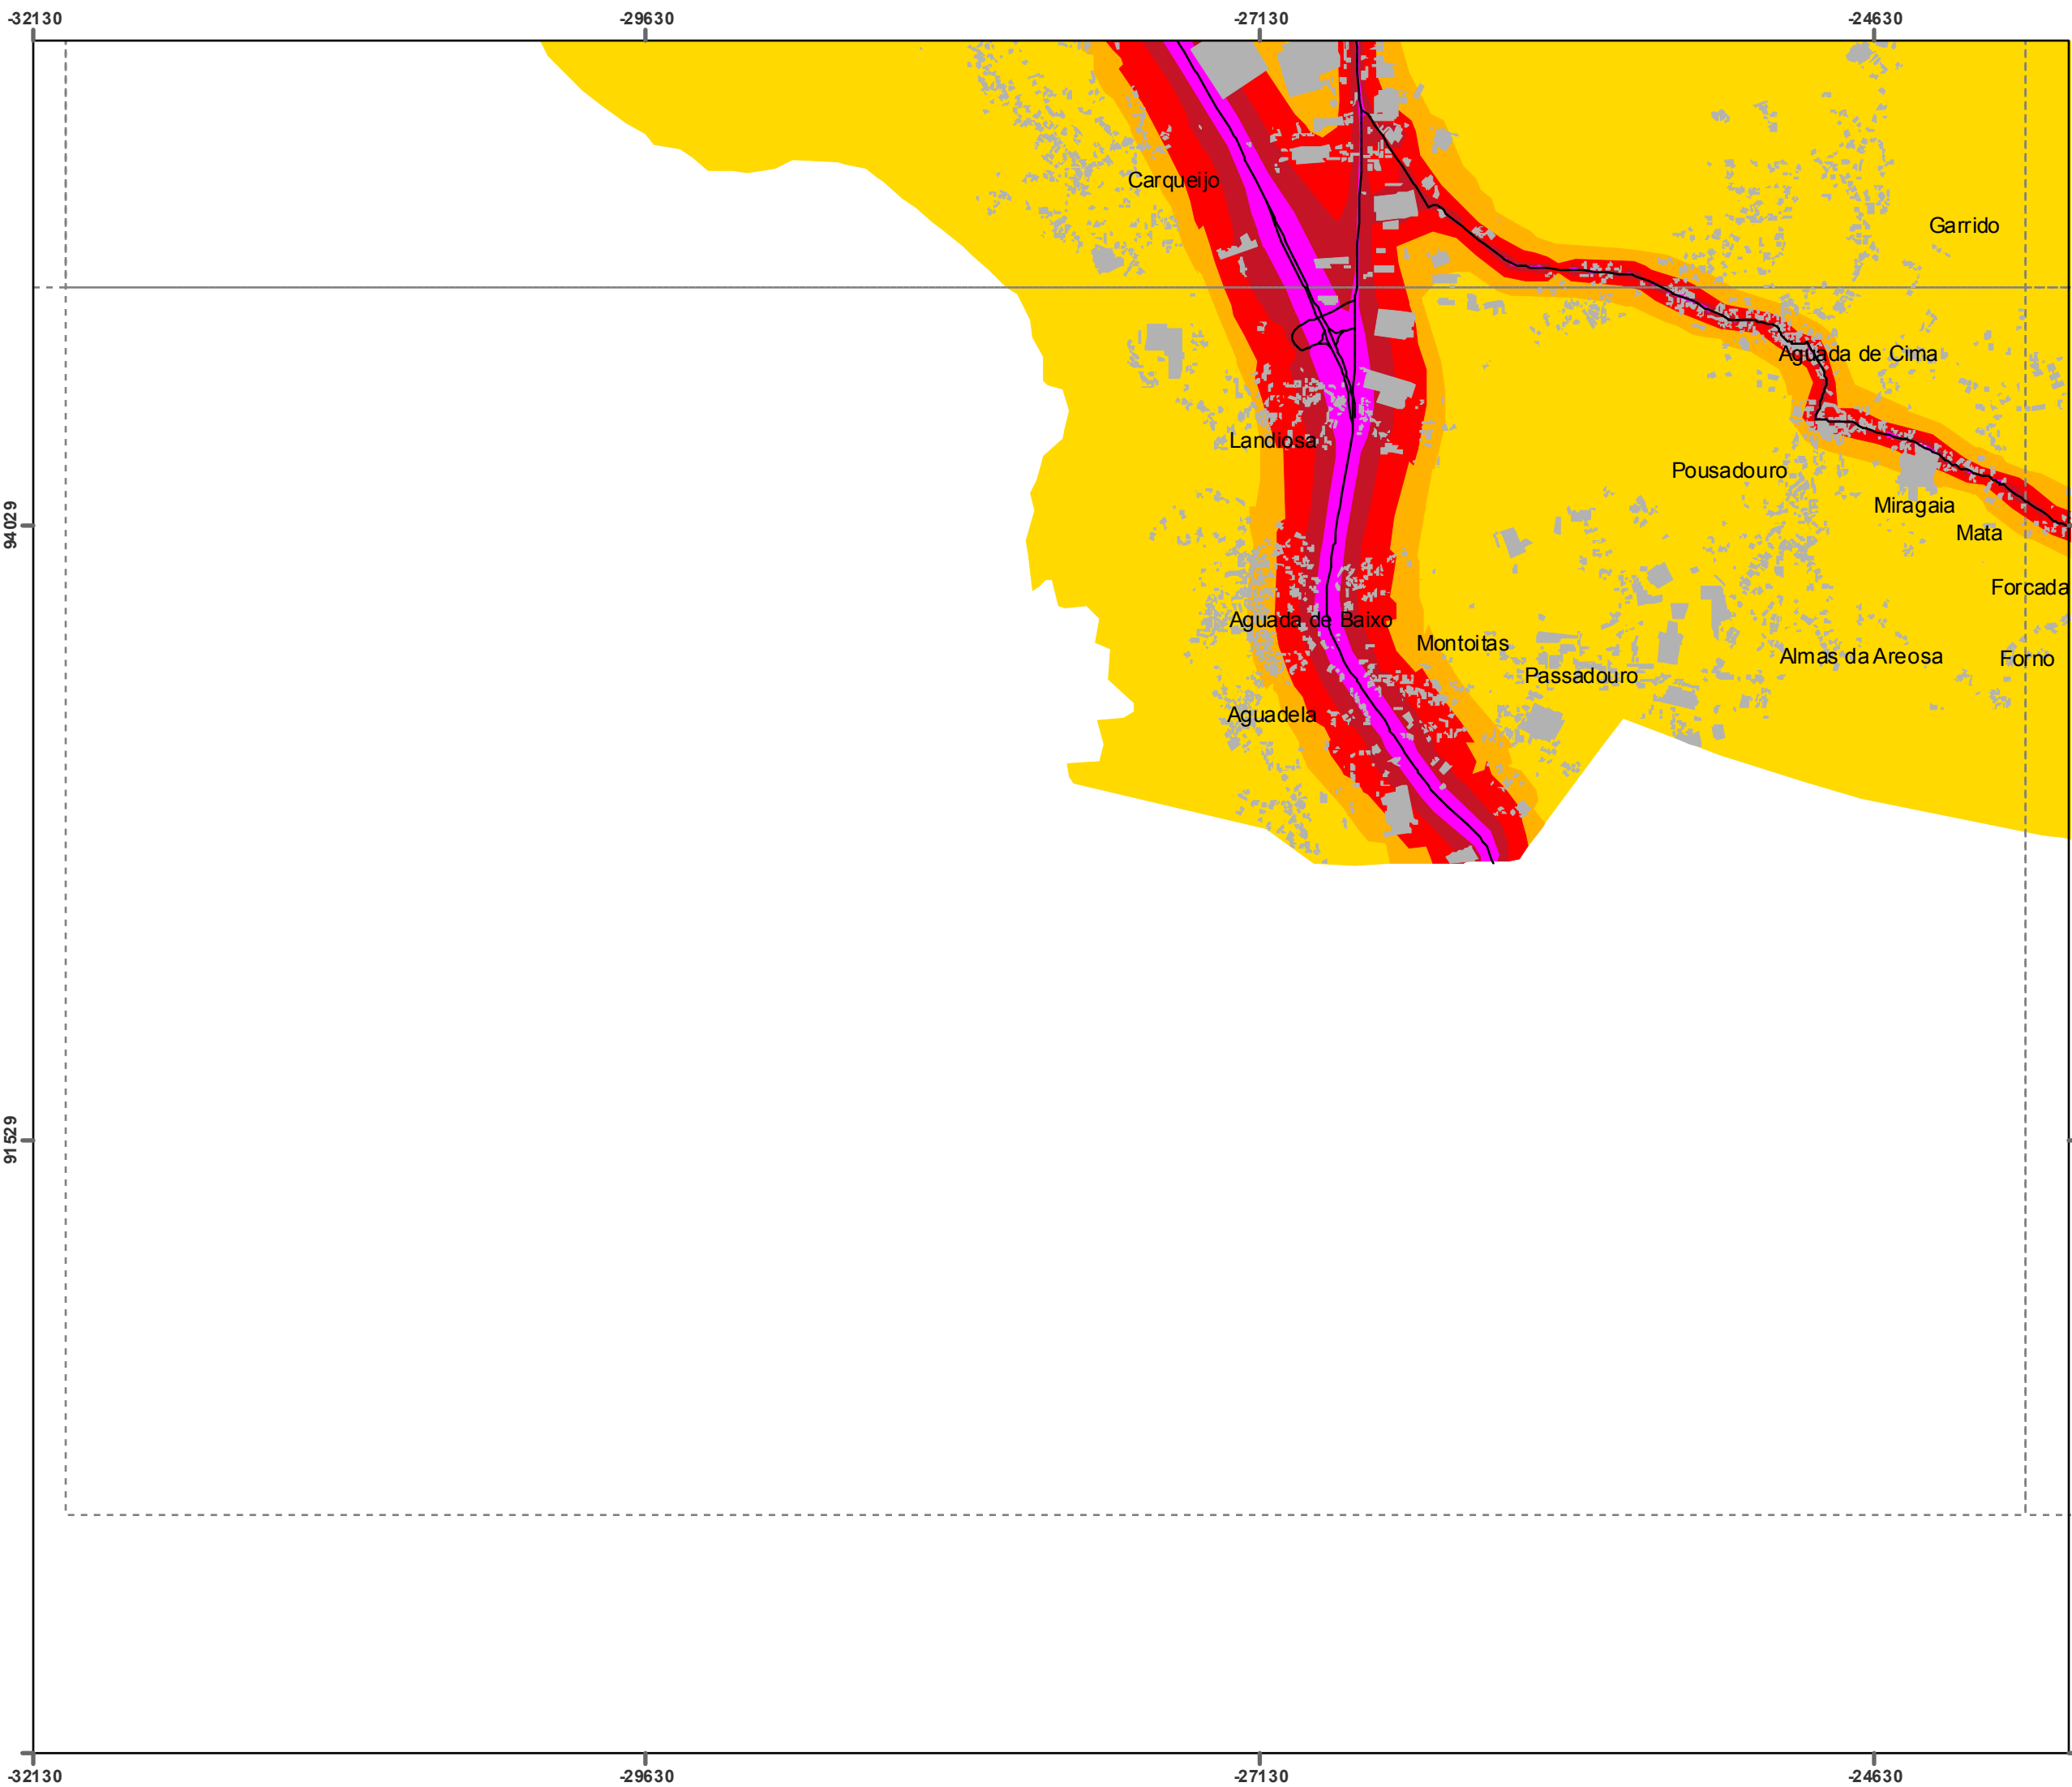 -32130 -29630 -27130 -24630
Carqueijo
Garrido
Aguada de Cima
Landiosa
Pousadouro
Miragaia
94029
Mata
Forcada
Aguada de Baixo
Montoitas
Almas da Areosa
Forno
Passadouro
Aguadela
91529
-32130 -29630 -27130 -24630